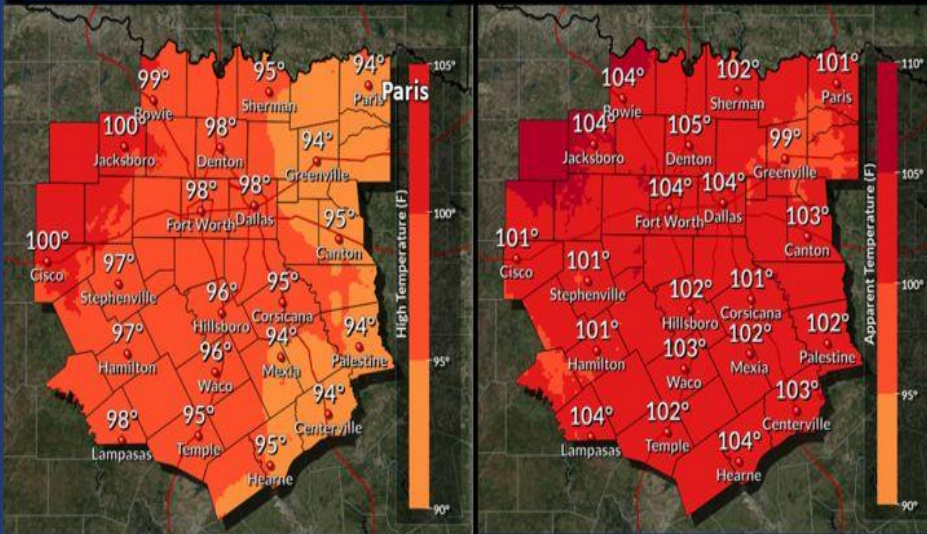 99°
Bowie
95°
Sherman
94°
Paris
Paris
100°
Jacksboro
98°
Denton
94°
Greenville
98°
Fort Worth
98°
Dallas
95°
Canton
100°
Cisco
97°
Stephenville
96°
Hillsboro
95°
Corsicana
97°
Hamilton
96°
Waco
94°
Mexia
94°
Palestine
98°
Lampasas
95°
Temple
94°
Centerville
95°
Hearne
105°
100°
95°
90°
High Temperature (F)
104°
Bowie
102°
Sherman
101°
Paris
104°
Jacksboro
105°
Denton
99°
Greenville
104°
Fort Worth
104°
Dallas
103°
Canton
101°
Cisco
101°
Stephenville
102°
Hillsboro
101°
Corsicana
101°
Hamilton
103°
Waco
102°
Mexia
102°
Palestine
104°
Lampasas
102°
Temple
103°
Centerville
104°
Hearne
110°
105°
100°
95°
90°
Apparent Temperature (F)